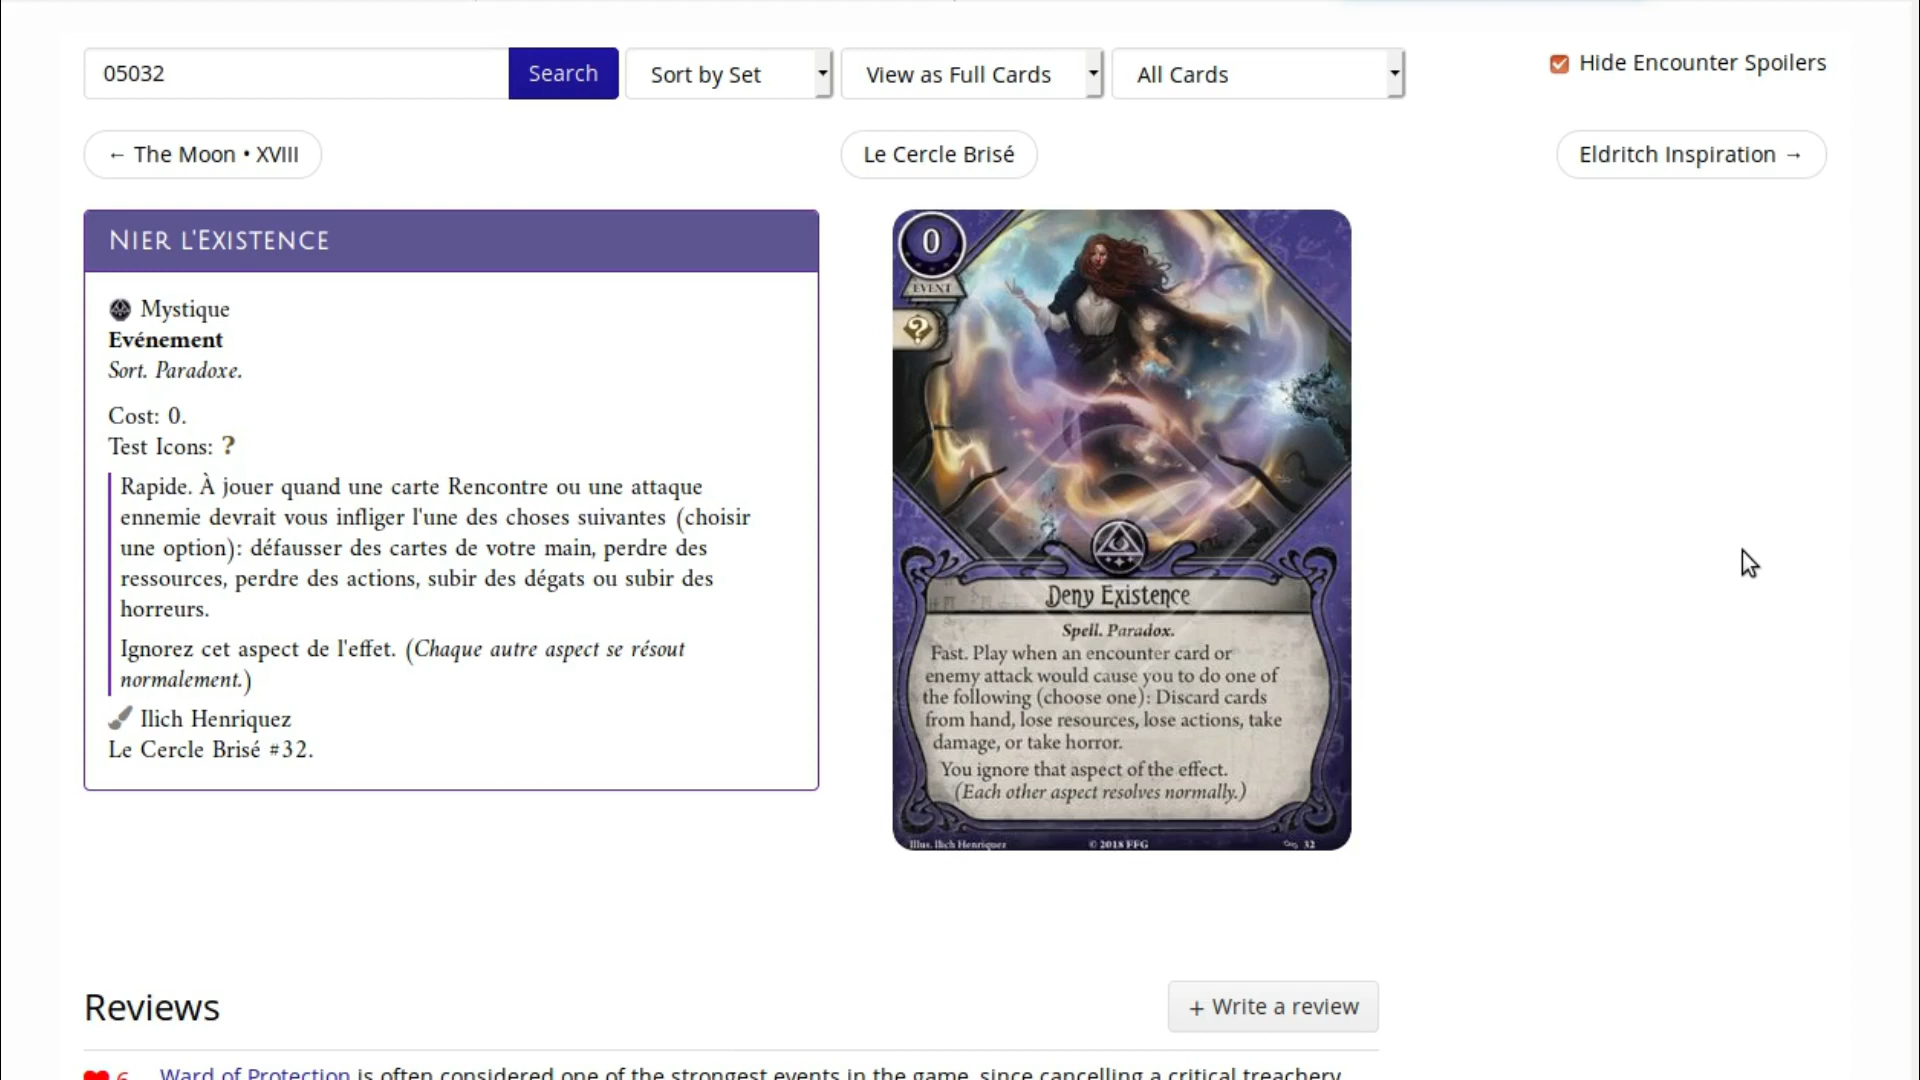 05032
Search
Sort by Set
View as Full Cards
All Cards
Hide Encounter Spoilers
← The Moon • XVIII
Le Cercle Brisé
Eldritch Inspiration →
Nier l'Existence
Mystique
Evénement
Sort. Paradoxe.
Cost: 0.
Test Icons: ?
Rapide. À jouer quand une carte Rencontre ou une attaque
ennemie devrait vous infliger l'une des choses suivantes (choisir
une option): défausser des cartes de votre main, perdre des
ressources, perdre des actions, subir des dégats ou subir des
horreurs.
Ignorez cet aspect de l'effet. (Chaque autre aspect se résout
normalement.)
Ilich Henriquez
Le Cercle Brisé #32.
0
EVENT
?
Deny Existence
Spell. Paradox.
Fast. Play when an encounter card or
enemy attack would cause you to do one of
the following (choose one): Discard cards
from hand, lose resources, lose actions, take
damage, or take horror.
You ignore that aspect of the effect.
(Each other aspect resolves normally.)
Illus. Ilich Henriquez
© 2018 FFG
32
Reviews
+ Write a review
6
Ward of Protection is often considered one of the strongest events in the game, since cancelling a critical treachery